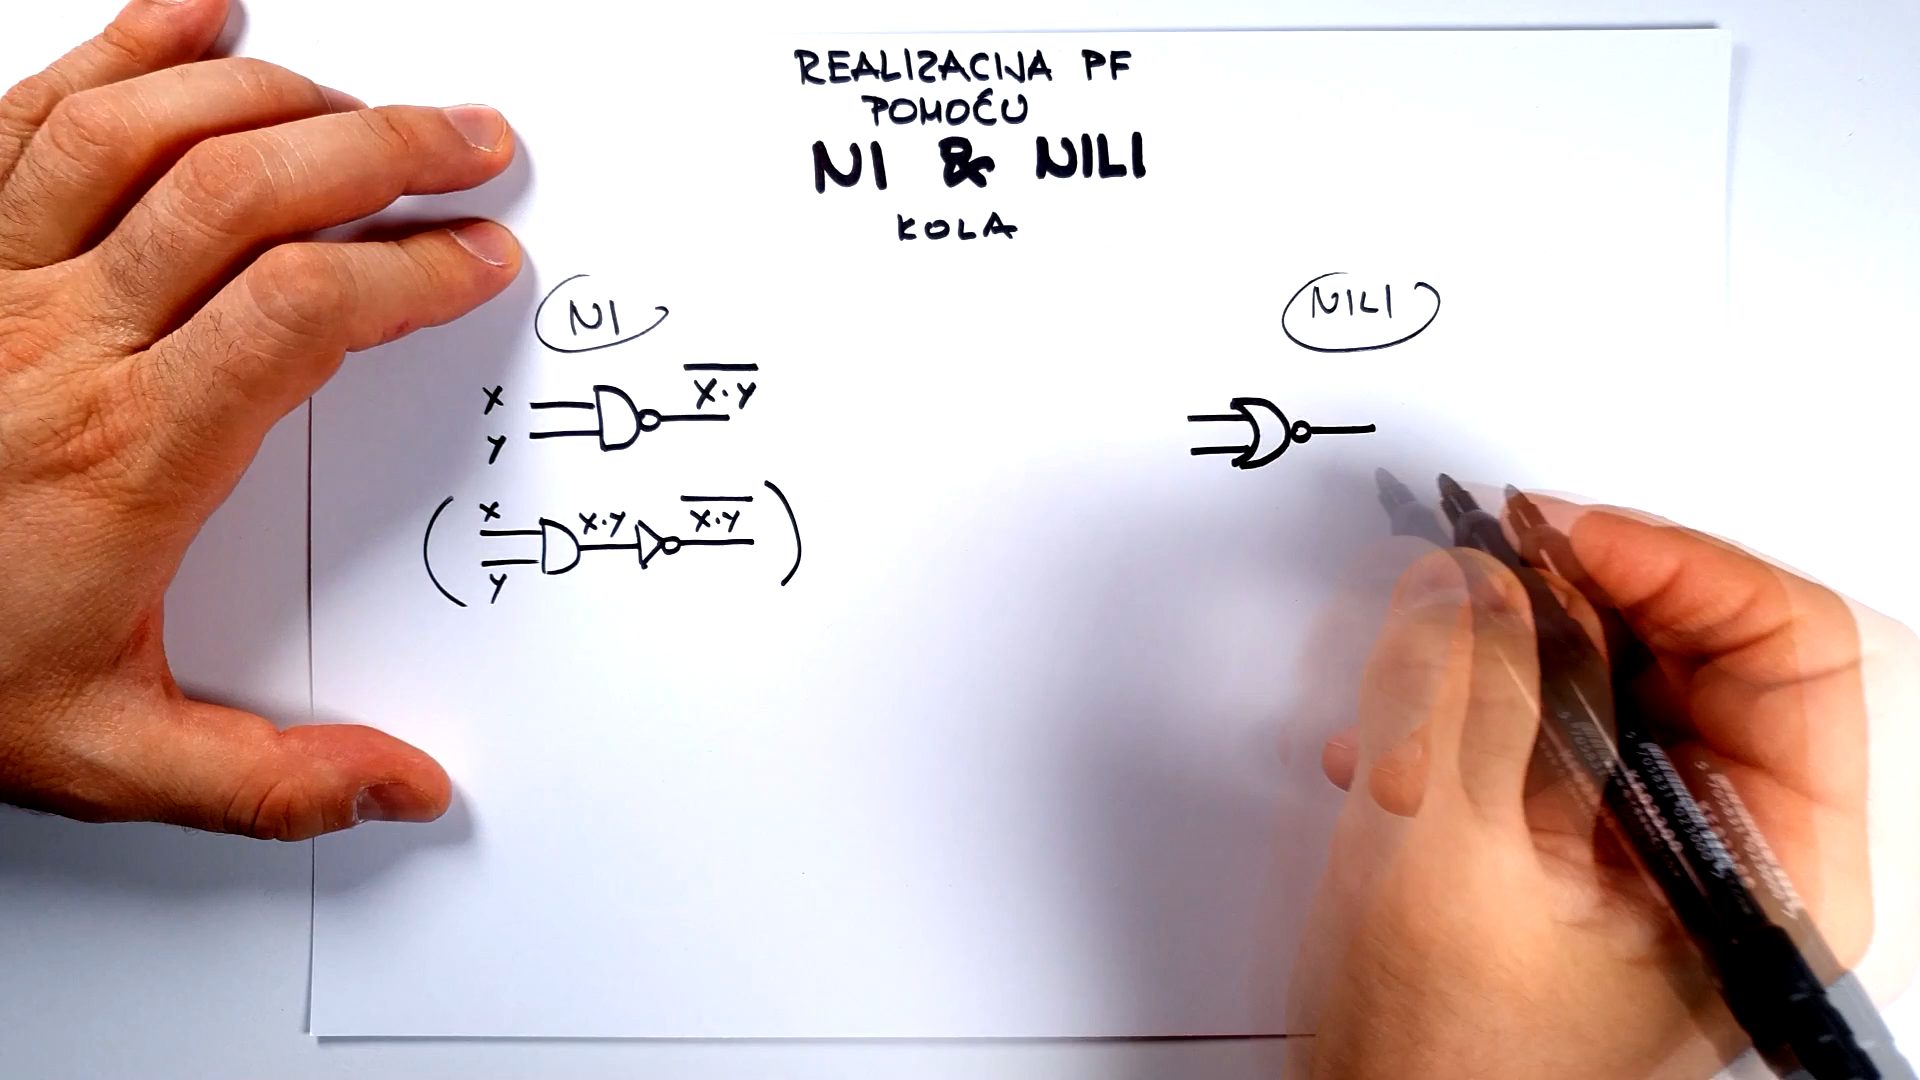 REALIZACIJA PF
POMOĆU
NI & NILI
KOLA
NI
X
Y
X·Y
X
Y
X·Y
X·Y
NILI